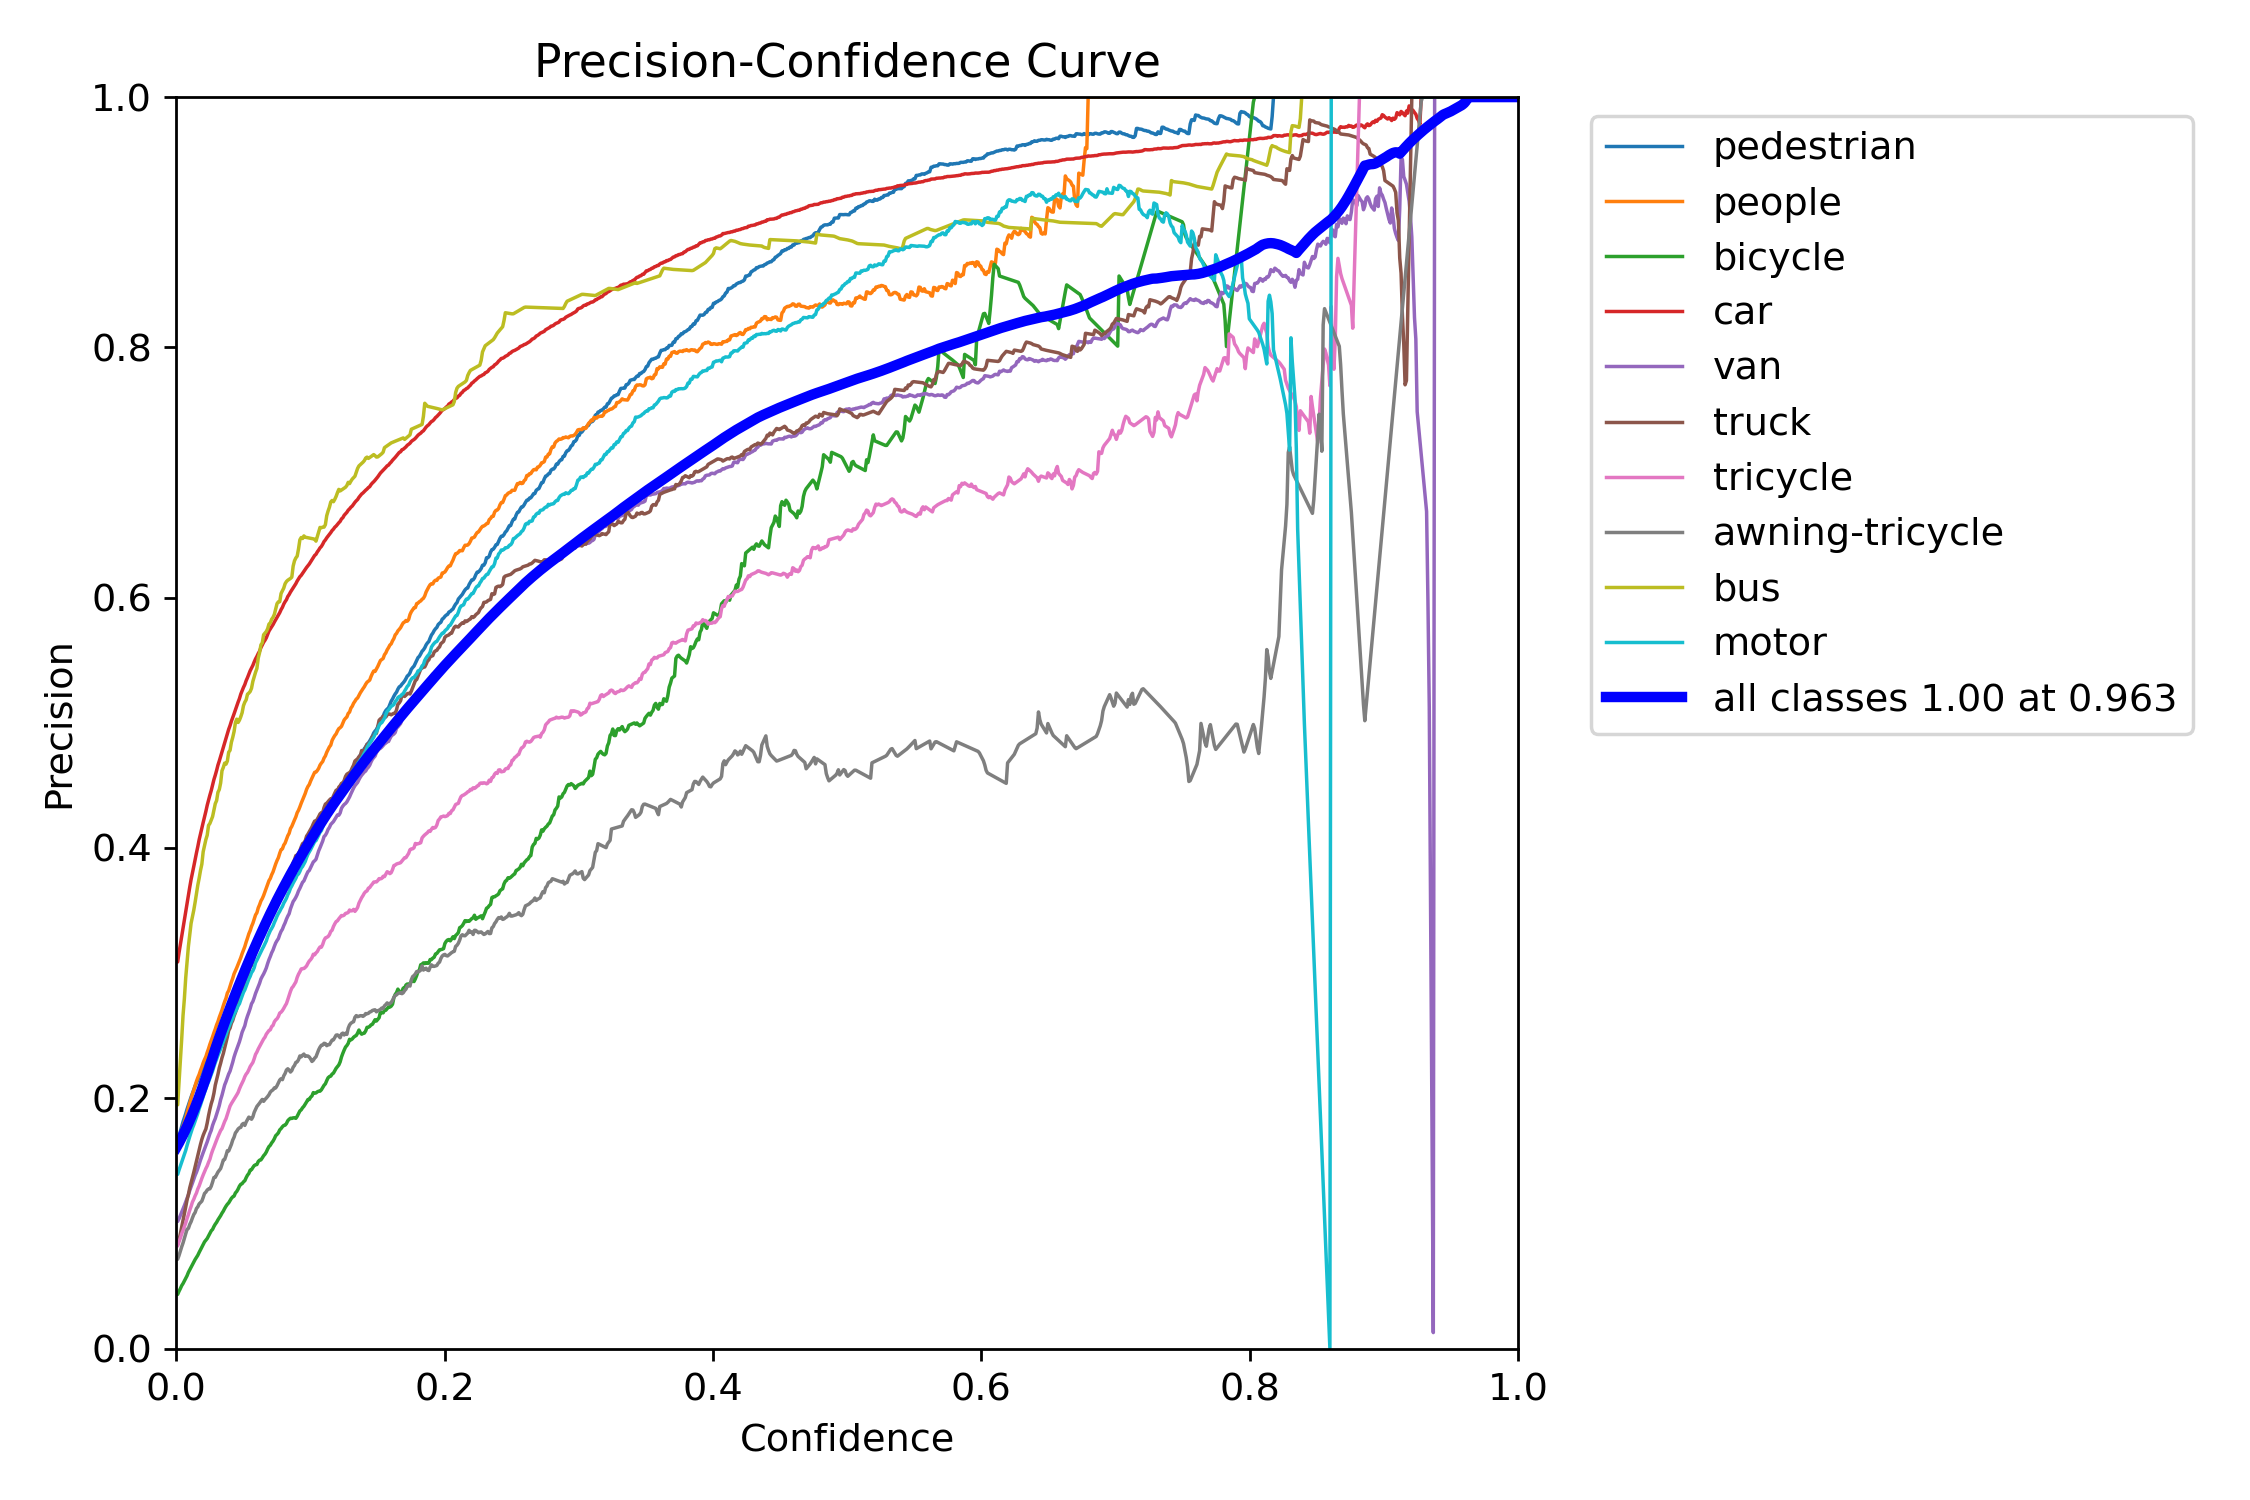 Precision-Confidence Curve
1.0
0.8
0.6
0.4
0.2
0.0
Precision
0.0 0.2 0.4 0.6 0.8 1.0
Confidence
pedestrian
people
bicycle
car
van
truck
tricycle
awning-tricycle
bus
motor
all classes 1.00 at 0.963